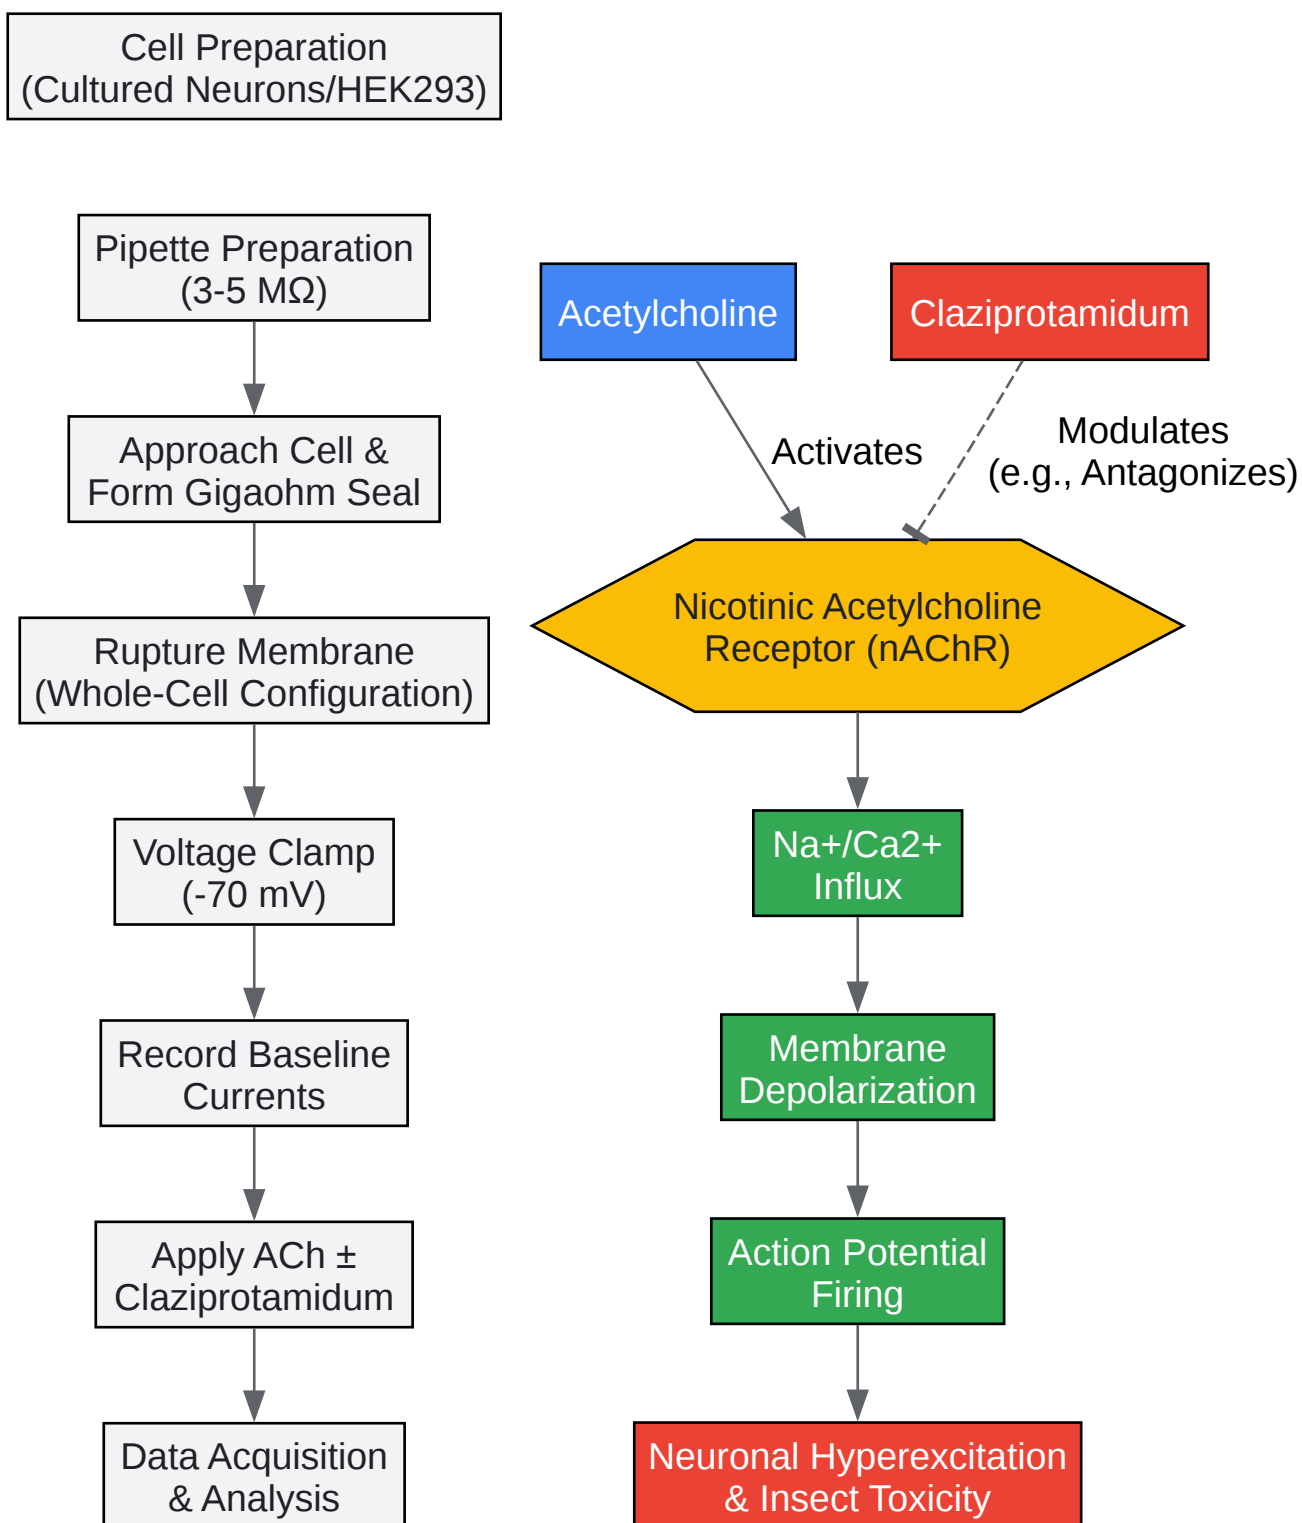 Cell Preparation
(Cultured Neurons/HEK293)
Pipette Preparation
(3-5 MΩ)
Approach Cell &
Form Gigaohm Seal
Rupture Membrane
(Whole-Cell Configuration)
Voltage Clamp
(-70 mV)
Record Baseline
Currents
Apply ACh ±
Claziprotamidum
Data Acquisition
& Analysis
Acetylcholine
Claziprotamidum
Activates
Modulates
(e.g., Antagonizes)
Nicotinic Acetylcholine
Receptor (nAChR)
Na+/Ca2+
Influx
Membrane
Depolarization
Action Potential
Firing
Neuronal Hyperexcitation
& Insect Toxicity